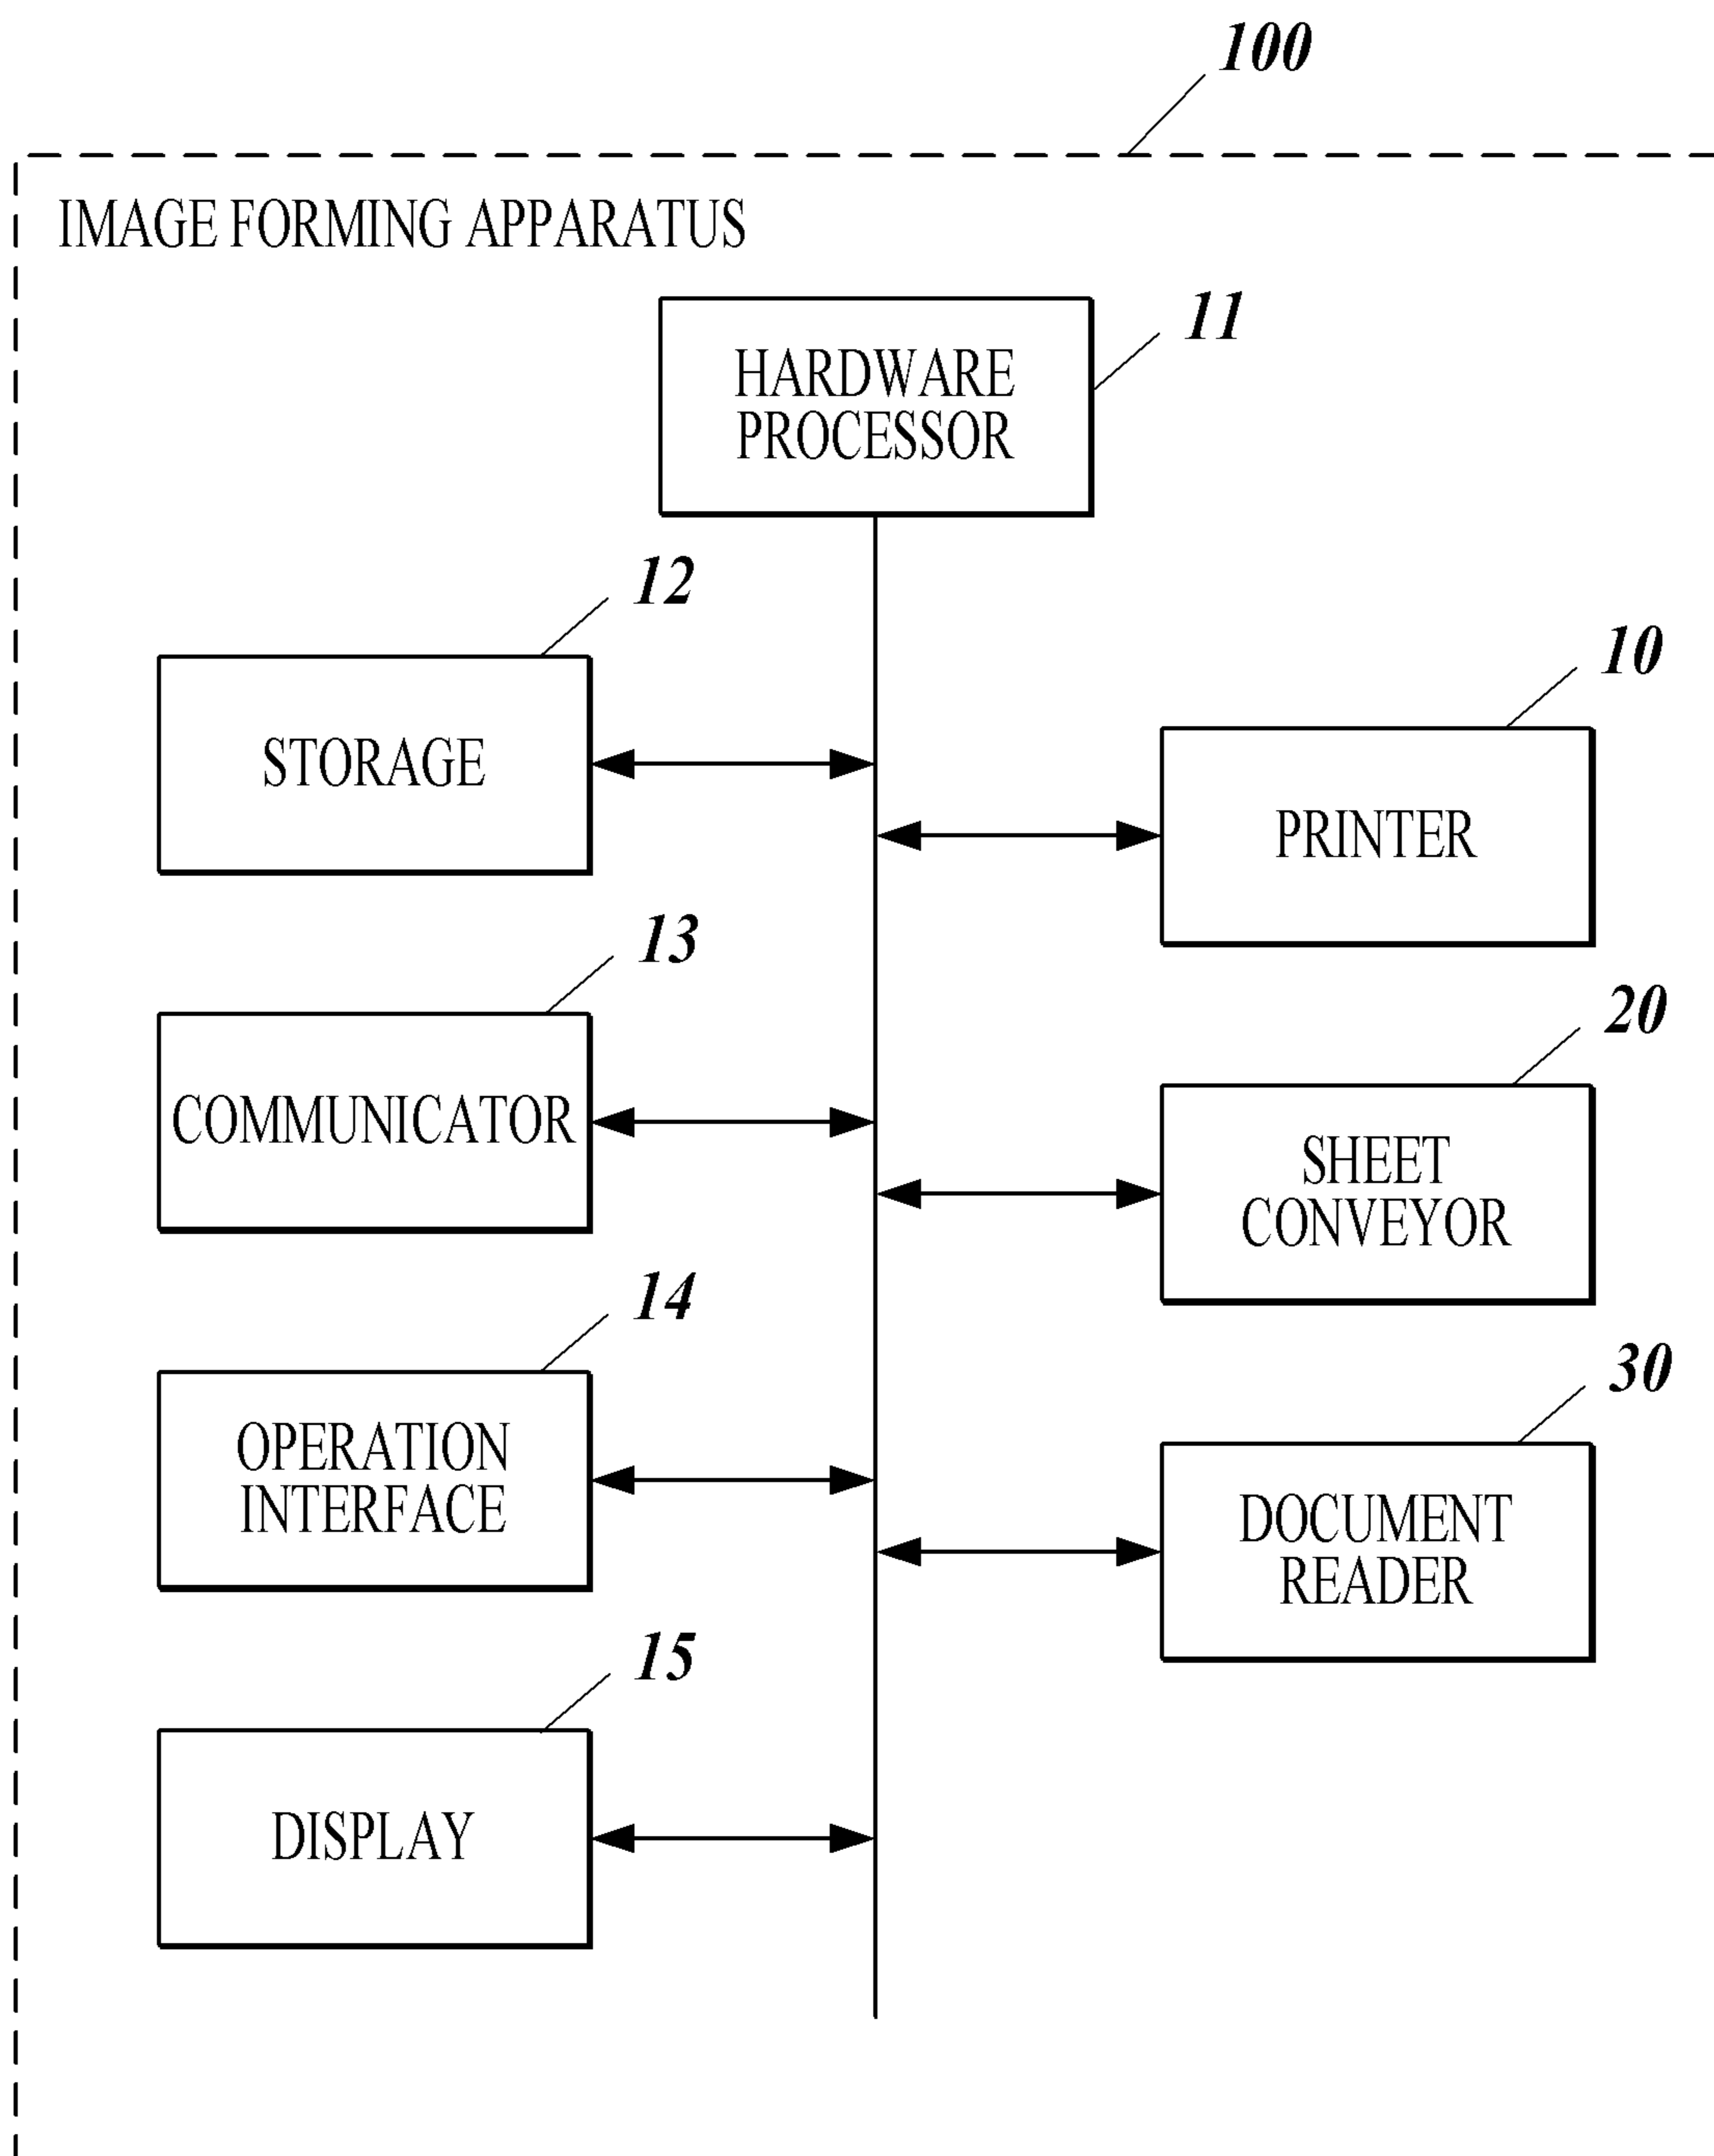 100
IMAGE FORMING APPARATUS
11
HARDWARE
PROCESSOR
12
STORAGE
10
PRINTER
13
COMMUNICATOR
20
SHEET
CONVEYOR
14
OPERATION
INTERFACE
30
DOCUMENT
READER
15
DISPLAY